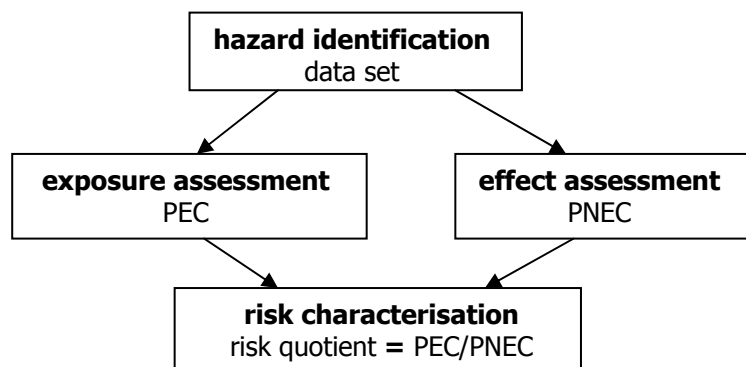 hazard identification
data set
exposure assessment
PEC
effect assessment
PNEC
risk characterisation
risk quotient = PEC/PNEC